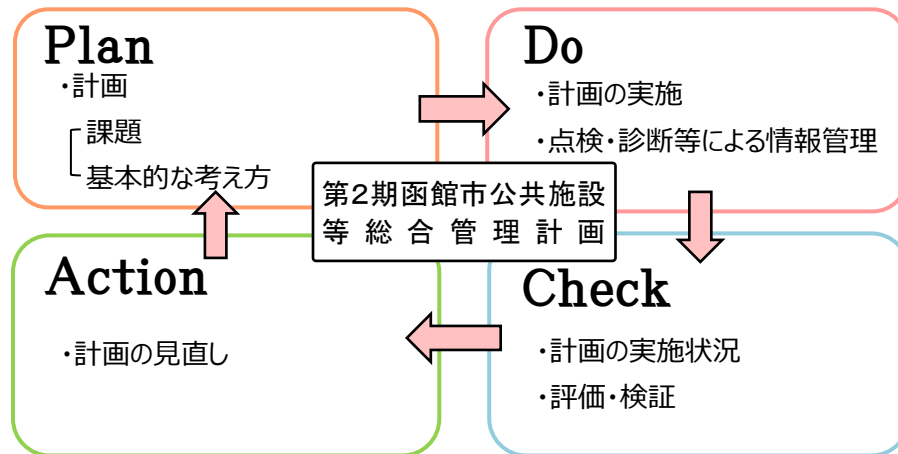 Plan
・計画
課題
基本的な考え方
Do
・計画の実施
・点検・診断等による情報管理
第2期函館市公共施設
等総合管理計画
Action
・計画の見直し
Check
・計画の実施状況
・評価・検証